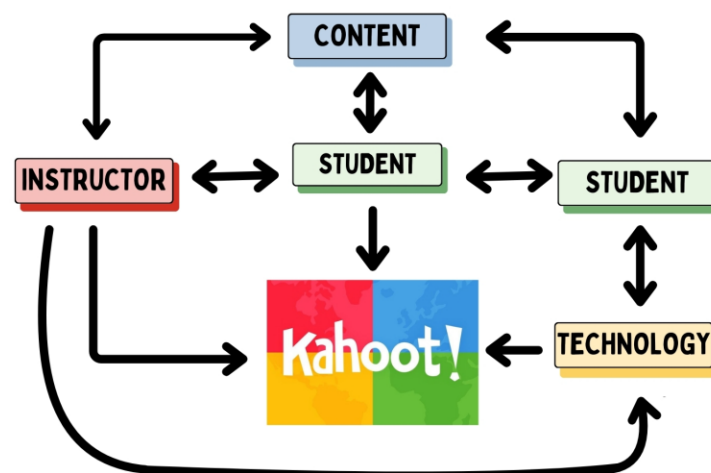 CONTENT
INSTRUCTOR
STUDENT
STUDENT
Kahoot!
TECHNOLOGY